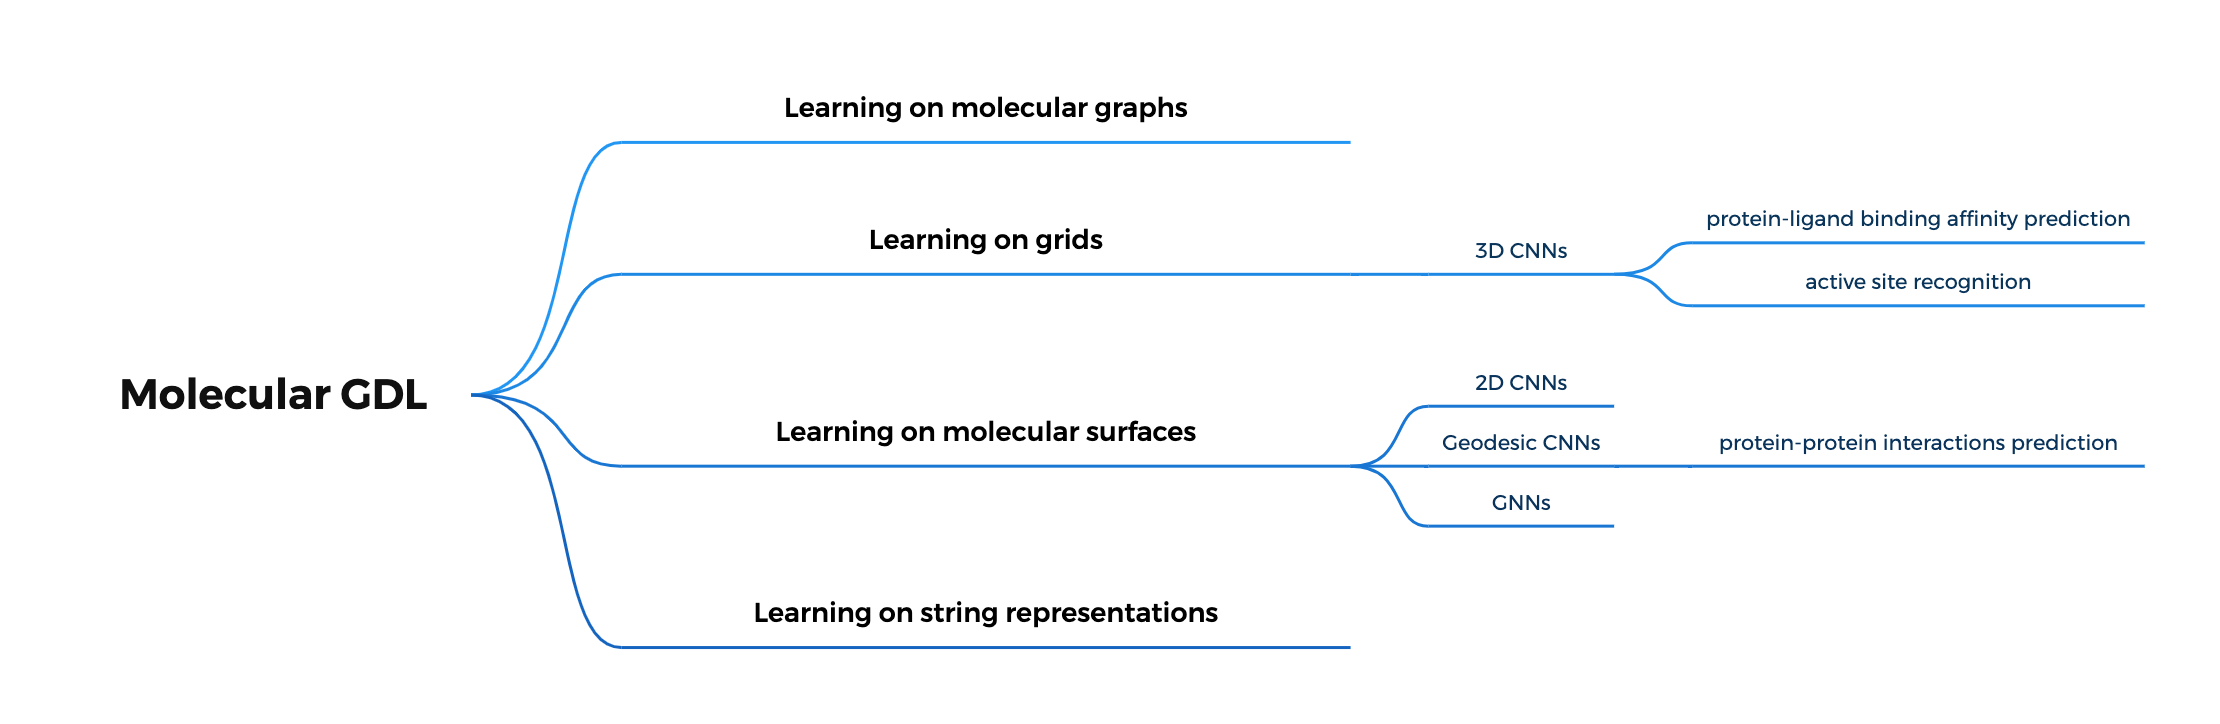 Molecular GDL
Learning on molecular graphs
Learning on grids
3D CNNs
protein-ligand binding affinity prediction
active site recognition
Learning on molecular surfaces
2D CNNs
Geodesic CNNs
protein-protein interactions prediction
GNNs
Learning on string representations